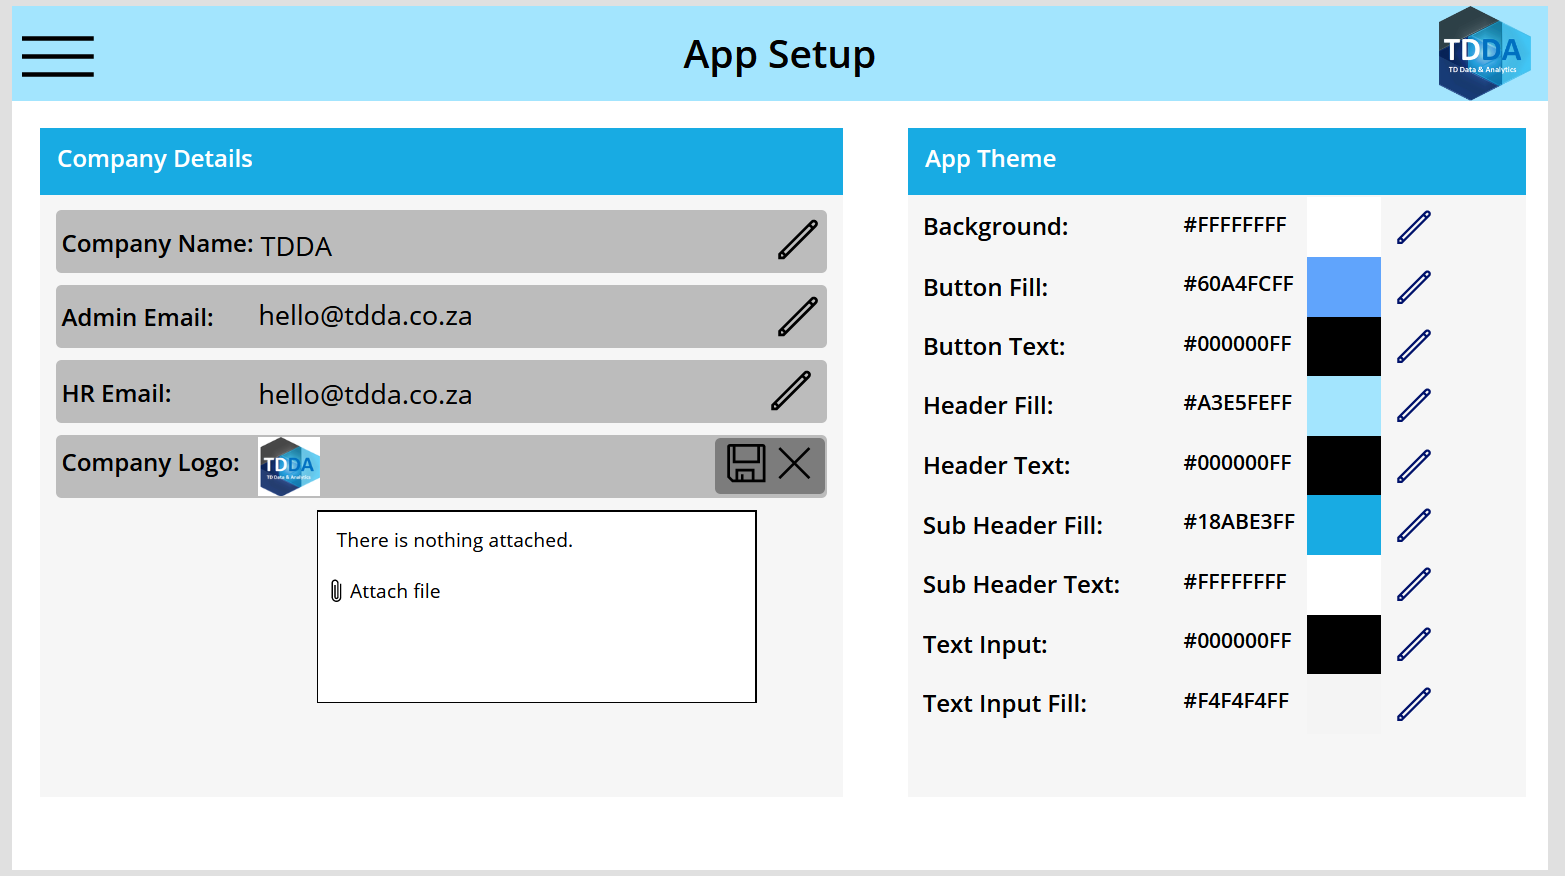 App Setup
TDDA
TD Data & Analytics
Company Details
Company Name: TDDA
Admin Email: hello@tdda.co.za
HR Email: hello@tdda.co.za
Company Logo:
TDDA
TD Data & Analytics
There is nothing attached.
Attach file
App Theme
Background: #FFFFFFFF
Button Fill: #60A4FCFF
Button Text: #000000FF
Header Fill: #A3E5FEFF
Header Text: #000000FF
Sub Header Fill: #18ABE3FF
Sub Header Text: #FFFFFFFF
Text Input: #000000FF
Text Input Fill: #F4F4F4FF